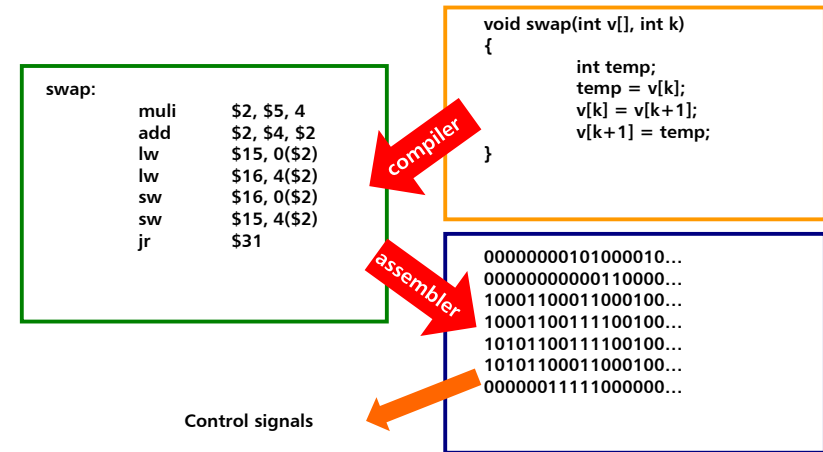 void swap(int v[], int k)
{
int temp;
temp = v[k];
v[k] = v[k+1];
v[k+1] = temp;
}
compiler
swap:
muli $2, $5, 4
add $2, $4, $2
lw $15, 0($2)
lw $16, 4($2)
sw $16, 0($2)
sw $15, 4($2)
jr $31
assembler
00000000101000010...
00000000000110000...
10001100011000100...
10001100111100100...
10101100111100100...
10101100011000100...
00000011111000000...
Control signals